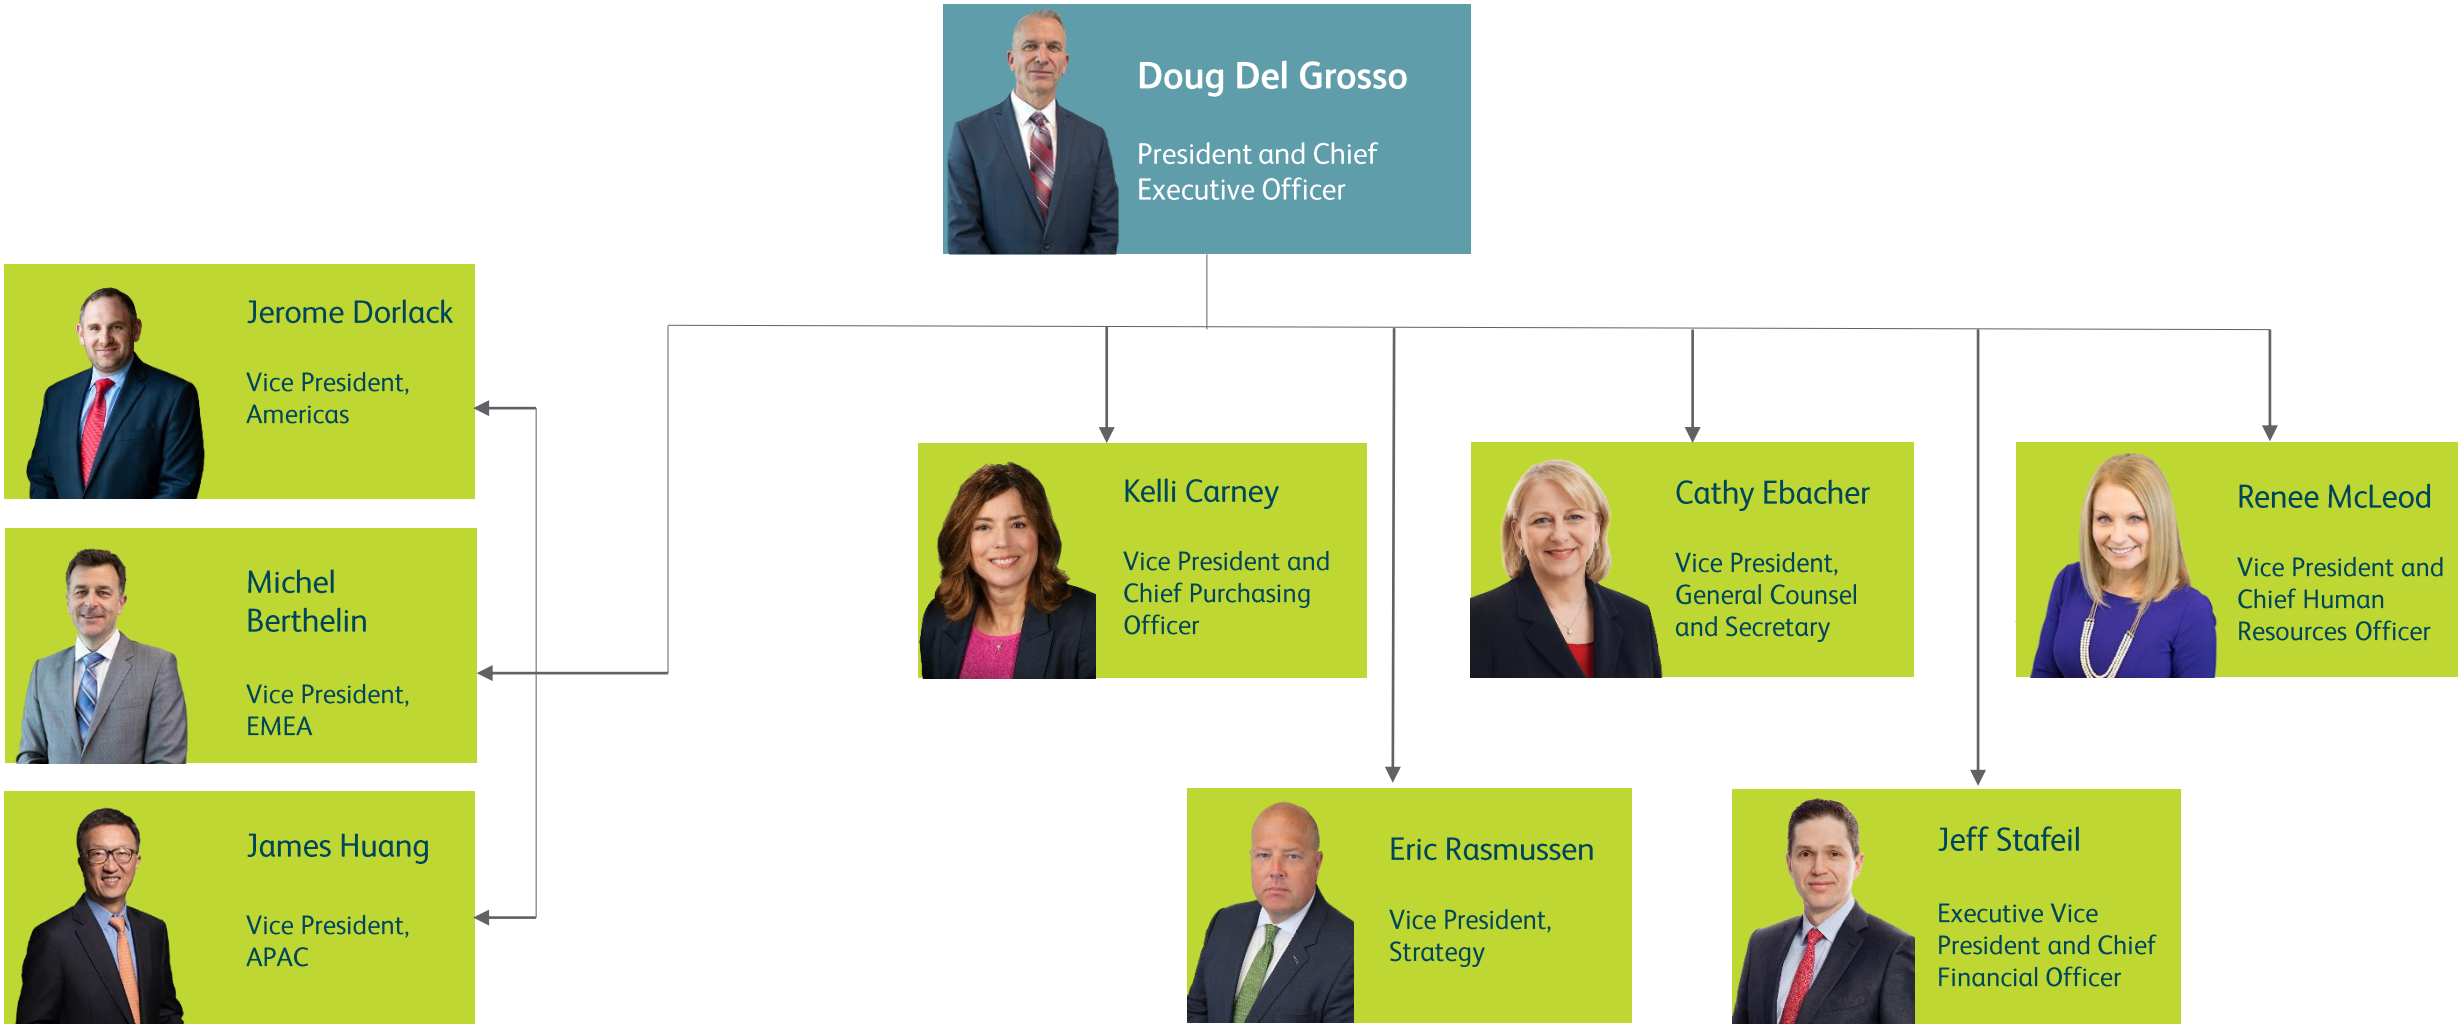 Doug Del Grosso
President and Chief
Executive Officer
Jerome Dorlack
Vice President,
Americas
Michel
Berthelin
Vice President,
EMEA
James Huang
Vice President,
APAC
Kelli Carney
Vice President and
Chief Purchasing
Officer
Cathy Ebacher
Vice President,
General Counsel
and Secretary
Renee McLeod
Vice President and
Chief Human
Resources Officer
Eric Rasmussen
Vice President,
Strategy
Jeff Stafeil
Executive Vice
President and Chief
Financial Officer